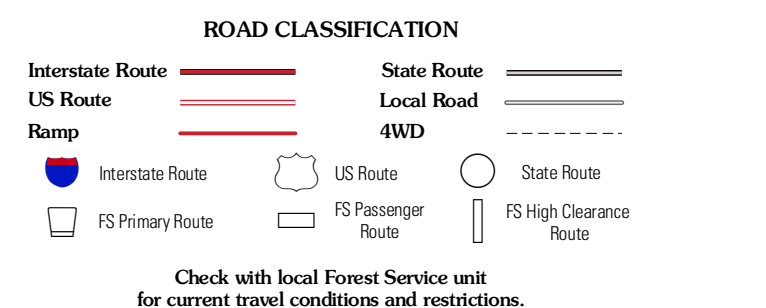 ROAD CLASSIFICATION
Interstate Route
State Route
US Route
Local Road
Ramp
4WD
Interstate Route
US Route
State Route
FS Primary Route
FS Passenger
Route
FS High Clearance
Route
Check with local Forest Service unit
for current travel conditions and restrictions.